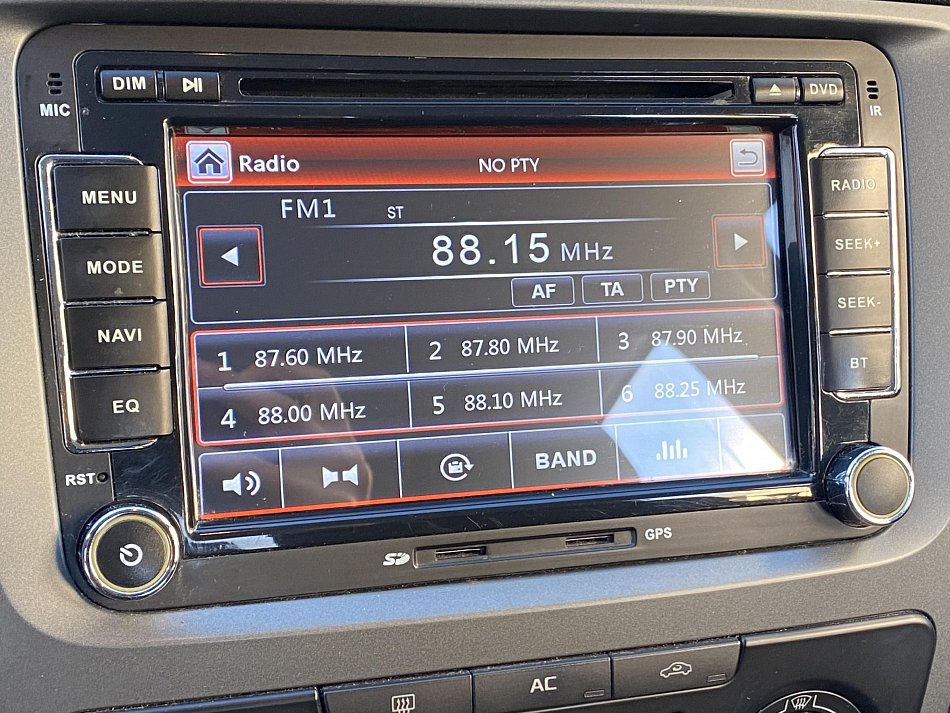 DIM
DVD
MIC
IR
MENU
MODE
NAVI
EQ
RST
Radio
NO PTY
FM1 ST
88.15 MHz
AF TA PTY
1 87.60 MHz 2 87.80 MHz 3 87.90 MHz
4 88.00 MHz 5 88.10 MHz 6 88.25 MHz
BAND
RADIO
SEEK+
SEEK-
BT
SD
GPS
AC